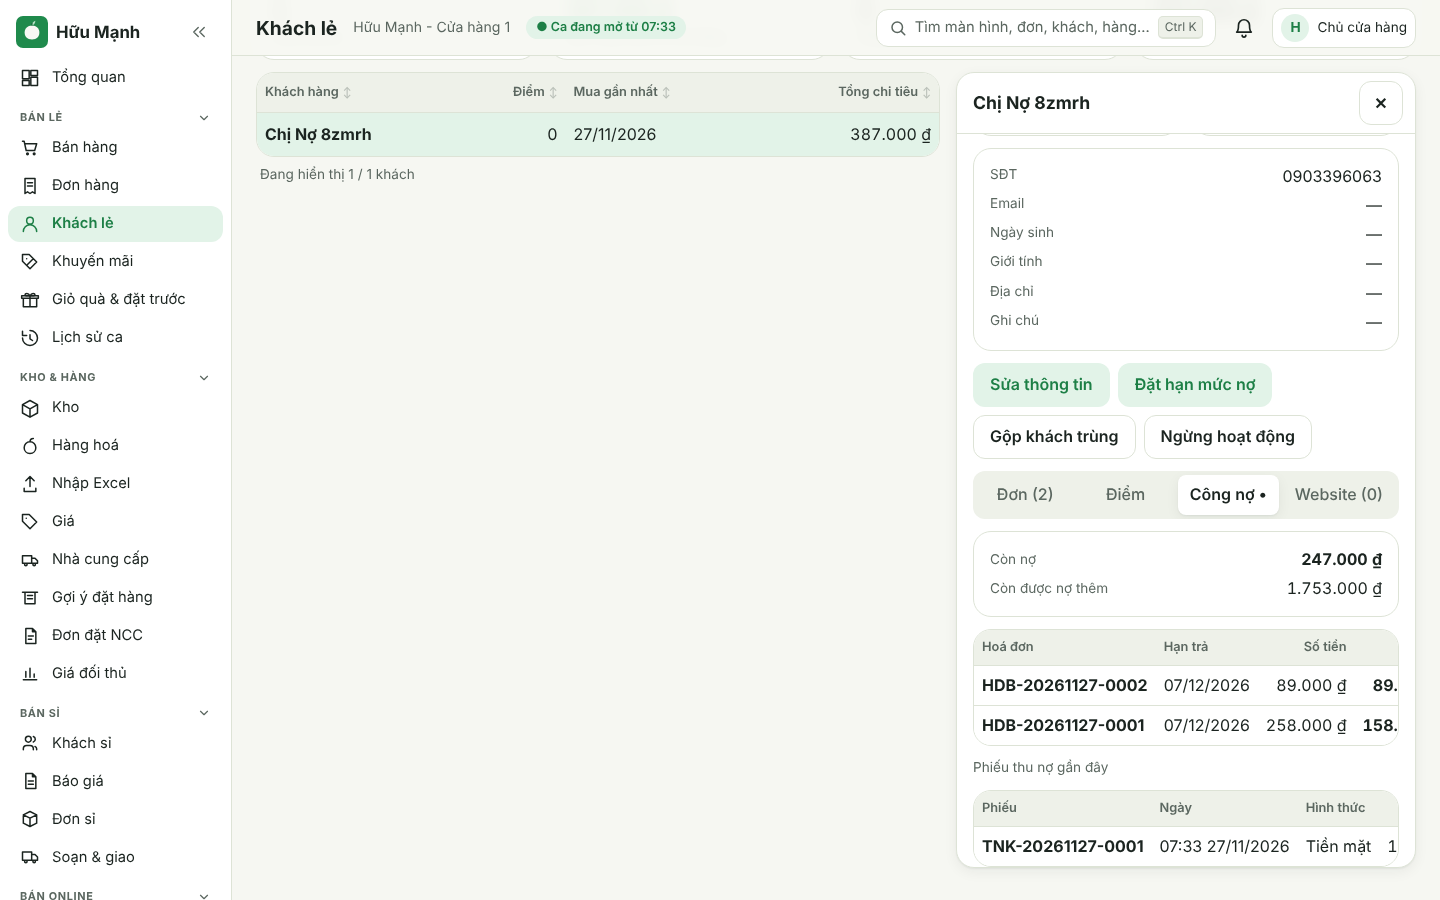 Hữu Mạnh
Tổng quan
BÁN LẺ
Bán hàng
Đơn hàng
Khách lẻ
Khuyến mãi
Giỏ quà & đặt trước
Lịch sử ca
KHO & HÀNG
Kho
Hàng hoá
Nhập Excel
Giá
Nhà cung cấp
Gợi ý đặt hàng
Đơn đặt NCC
Giá đối thủ
BÁN SỈ
Khách sỉ
Báo giá
Đơn sỉ
Soạn & giao
BÁN ONLINE
Khách lẻ Hữu Mạnh - Cửa hàng 1 Ca đang mở từ 07:33 Tìm màn hình, đơn, khách, hàng... Ctrl K H Chủ cửa hàng
Khách hàng Điểm Mua gần nhất Tổng chi tiêu
Chị Nợ 8zmrh 0 27/11/2026 387.000 ₫
Đang hiển thị 1 / 1 khách
Chị Nợ 8zmrh
SĐT 0903396063
Email —
Ngày sinh —
Giới tính —
Địa chỉ —
Ghi chú —
Sửa thông tin Đặt hạn mức nợ
Gộp khách trùng Ngừng hoạt động
Đơn (2) Điểm Công nợ • Website (0)
Còn nợ 247.000 ₫
Còn được nợ thêm 1.753.000 ₫
Hoá đơn Hạn trả Số tiền
HDB-20261127-0002 07/12/2026 89.000 ₫ 89.
HDB-20261127-0001 07/12/2026 258.000 ₫ 158.
Phiếu thu nợ gần đây
Phiếu Ngày Hình thức
TNK-20261127-0001 07:33 27/11/2026 Tiền mặt 1